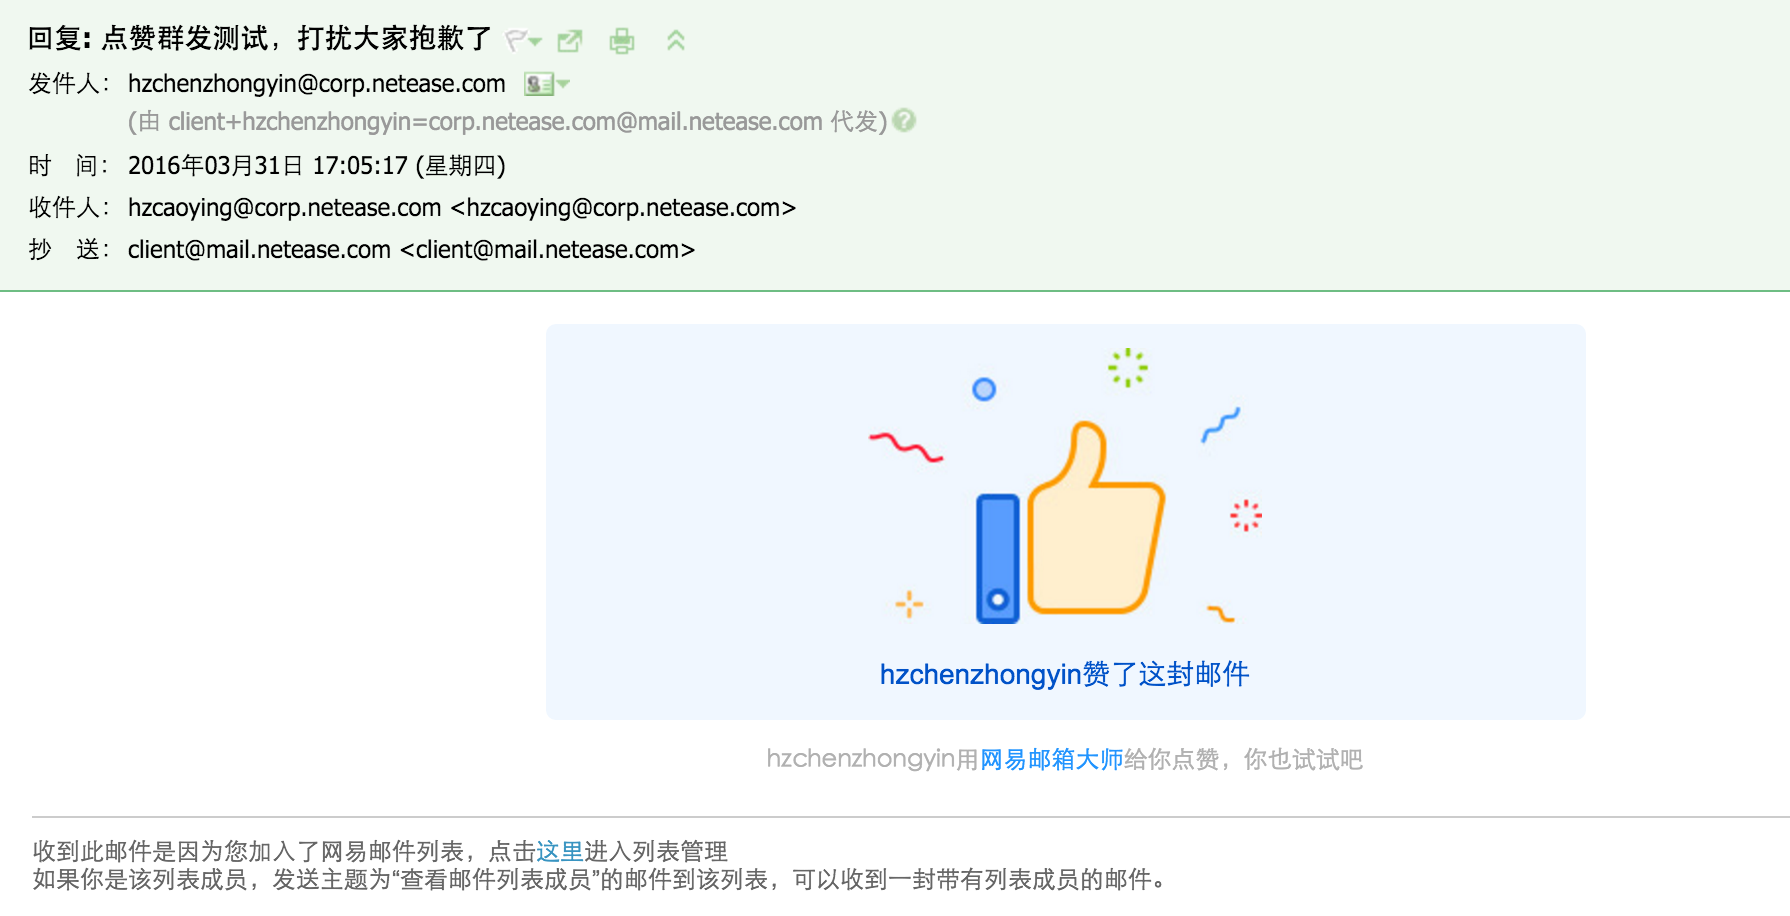 回复: 点赞群发测试，打扰大家抱歉了
发件人： hzchenzhongyin@corp.netease.com
(由 client+hzchenzhongyin=corp.netease.com@mail.netease.com 代发)
时 间： 2016年03月31日 17:05:17 (星期四)
收件人： hzcaoying@corp.netease.com <hzcaoying@corp.netease.com>
抄 送： client@mail.netease.com <client@mail.netease.com>
hzchenzhongyin赞了这封邮件
hzchenzhongyin用网易邮箱大师给你点赞，你也试试吧
收到此邮件是因为您加入了网易邮件列表，点击这里进入列表管理
如果你是该列表成员，发送主题为“查看邮件列表成员”的邮件到该列表，可以收到一封带有列表成员的邮件。